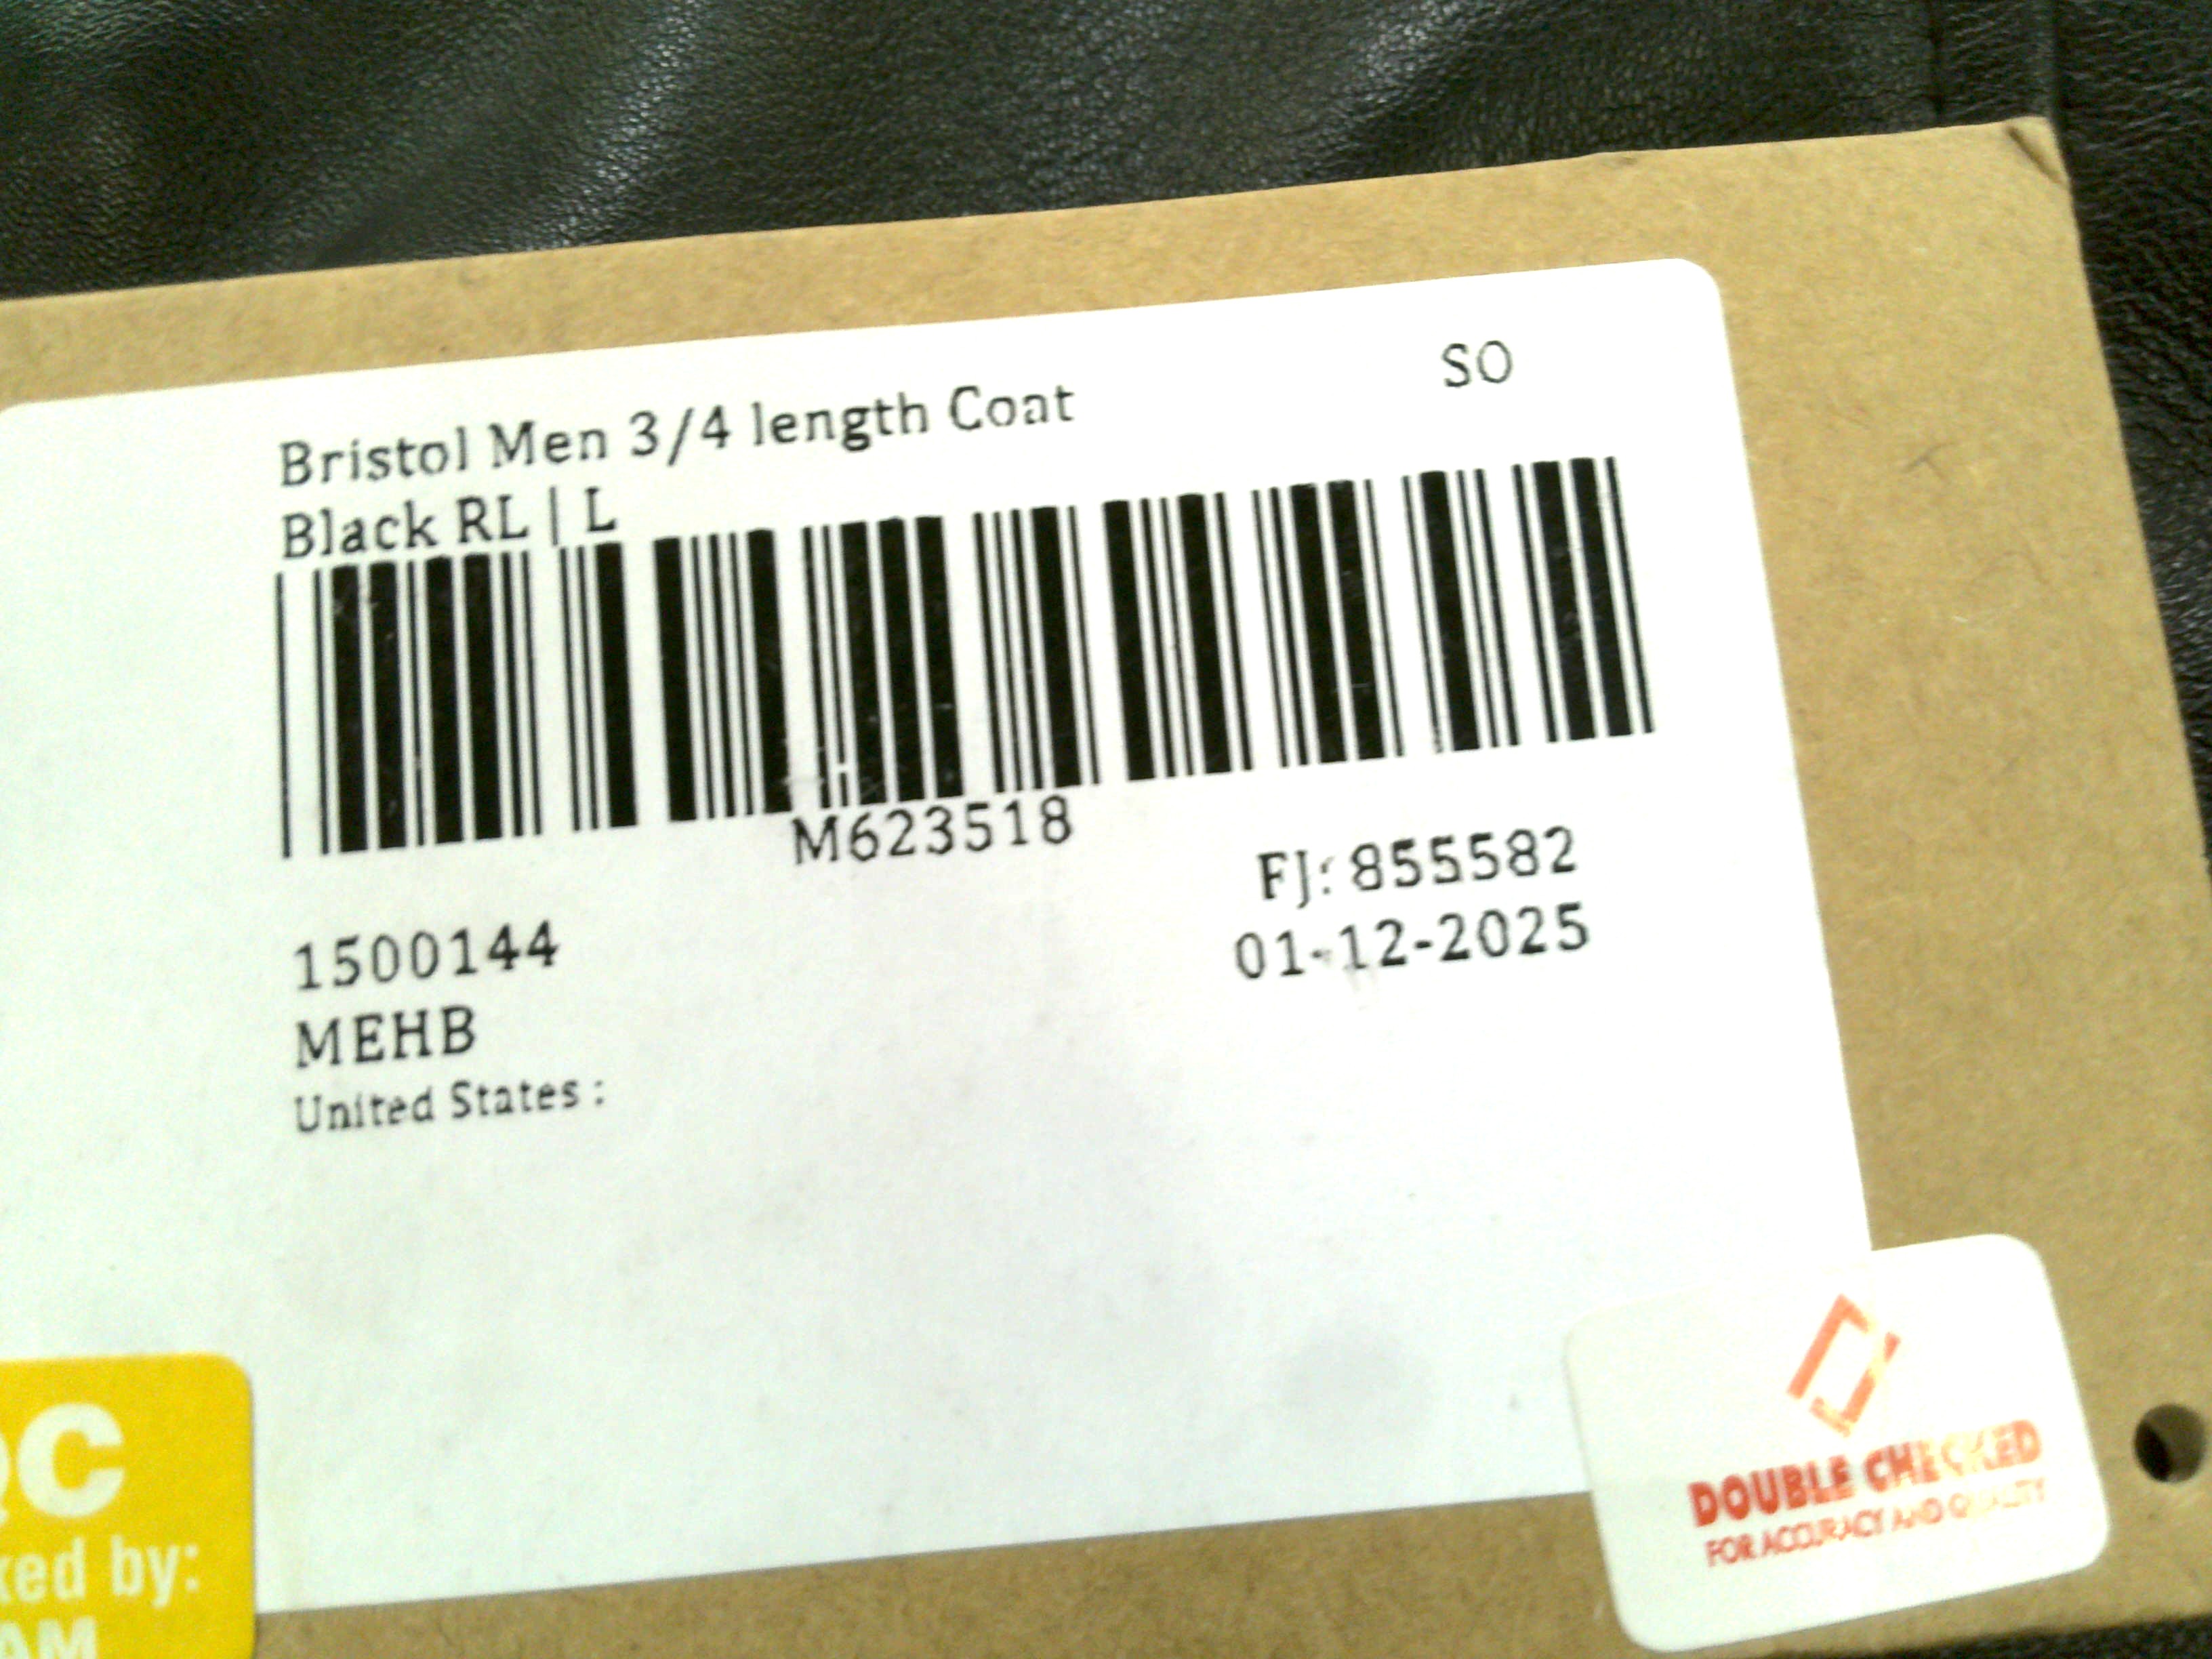 SO
Bristol Men 3/4 length Coat
Black RL | L
M623518
FJ: 855582
1500144
01-12-2025
MEHB
United States :
QC
ked by:
AM
DOUBLE CHECKED
FOR ACCURACY AND QUALITY